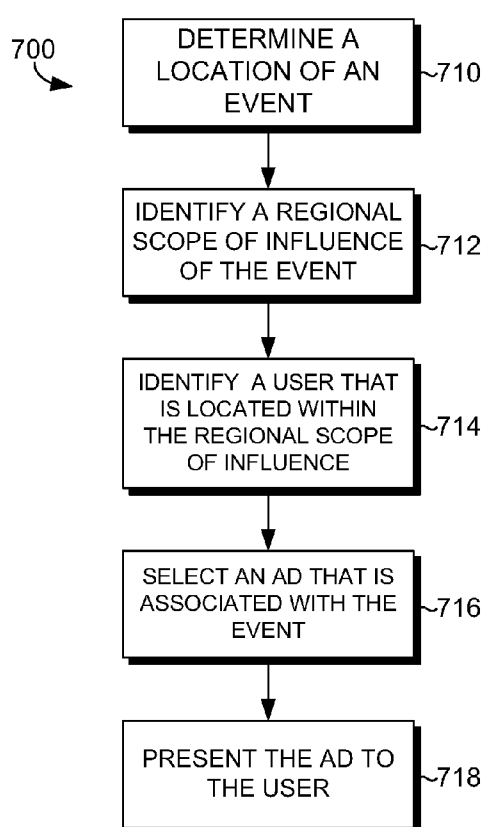 700
DETERMINE A
LOCATION OF AN
EVENT
710
IDENTIFY A REGIONAL
SCOPE OF INFLUENCE
OF THE EVENT
712
IDENTIFY A USER THAT
IS LOCATED WITHIN
THE REGIONAL SCOPE
OF INFLUENCE
714
SELECT AN AD THAT IS
ASSOCIATED WITH THE
EVENT
716
PRESENT THE AD TO
THE USER
718